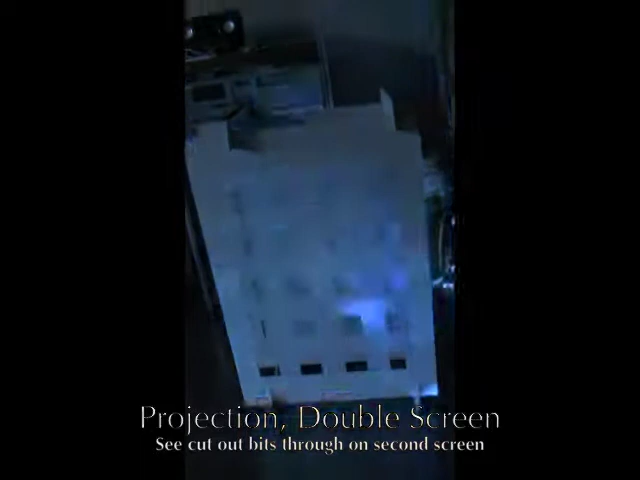 Projection, Double Screen
See cut out bits through on second screen